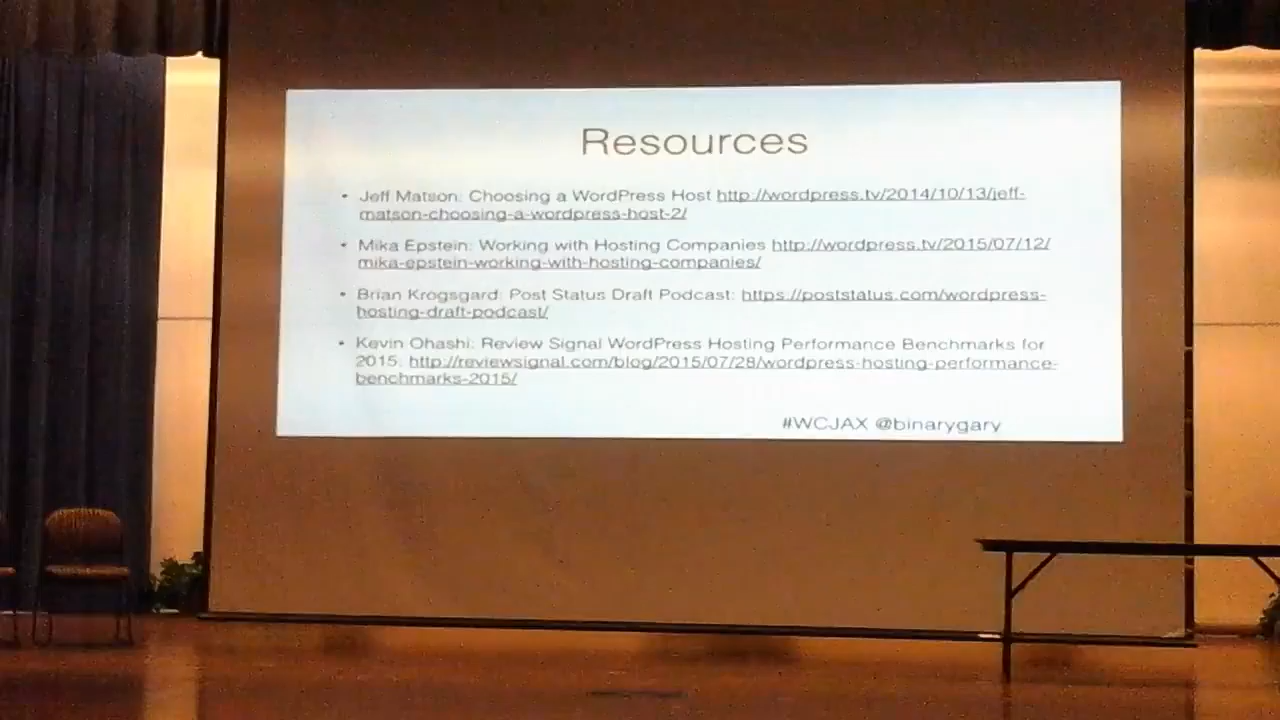 Resources
• Jeff Matson: Choosing a WordPress Host http://wordpress.tv/2014/10/13/jeff-
matson-choosing-a-wordpress-host-2/
• Mika Epstein: Working with Hosting Companies http://wordpress.tv/2015/07/12/
mika-epstein-working-with-hosting-companies/
• Brian Krogsgard: Post Status Draft Podcast: https://poststatus.com/wordpress-
hosting-draft-podcast/
• Kevin Ohashi: Review Signal WordPress Hosting Performance Benchmarks for
2015: http://reviewsignal.com/blog/2015/07/28/wordpress-hosting-performance-
benchmarks-2015/
#WCJAX @binarygary